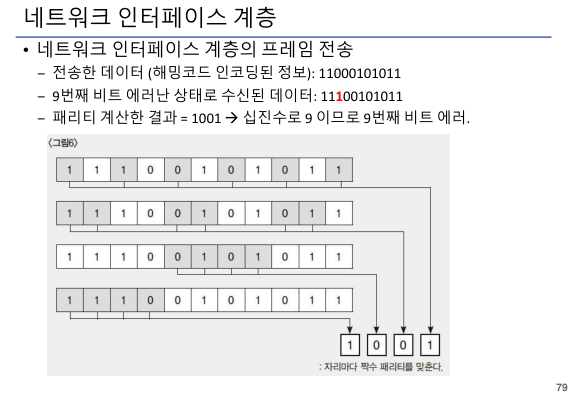 네트워크 인터페이스 계층
• 네트워크 인터페이스 계층의 프레임 전송
– 전송한 데이터 (해밍코드 인코딩된 정보): 11000101011
– 9번째 비트 에러난 상태로 수신된 데이터: 11100101011
– 패리티 계산한 결과 = 1001 → 십진수로 9 이므로 9번째 비트 에러.
<그림6>
1 1 1 0 0 1 0 1 0 1 1
1 1 1 0 0 1 0 1 0 1 1
1 1 1 0 0 1 0 1 0 1 1
1 1 1 0 0 1 0 1 0 1 1
1 0 0 1
: 자리마다 짝수 패리티를 맞춘다.
79